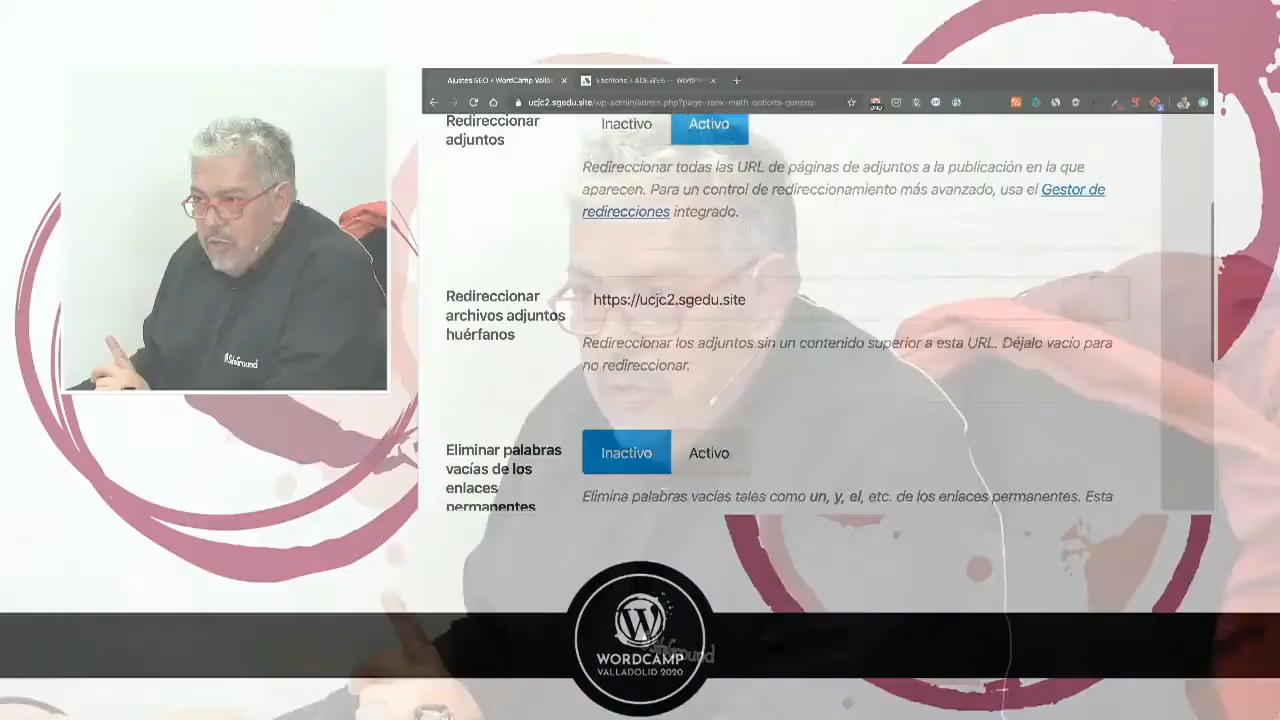 Ajustes SEO ‹ WordCamp Valla
Escritorio ‹ ADEWEB — WordPr
ucjc2.sgedu.site/wp-admin/admin.php?page=rank-math-options-general
Redireccionar
adjuntos
Inactivo
Activo
Redireccionar todas las URL de páginas de adjuntos a la publicación en la que
aparecen. Para un control de redireccionamiento más avanzado, usa el Gestor de
redirecciones integrado.
Redireccionar
archivos adjuntos
huérfanos
https://ucjc2.sgedu.site
Redireccionar los adjuntos sin un contenido superior a esta URL. Déjalo vacío para
no redireccionar.
Eliminar palabras
vacías de los
enlaces
permanentes
Inactivo
Activo
Elimina palabras vacías tales como un, y, el, etc. de los enlaces permanentes. Esta
SiteGround
WORDCAMP
VALLADOLID 2020